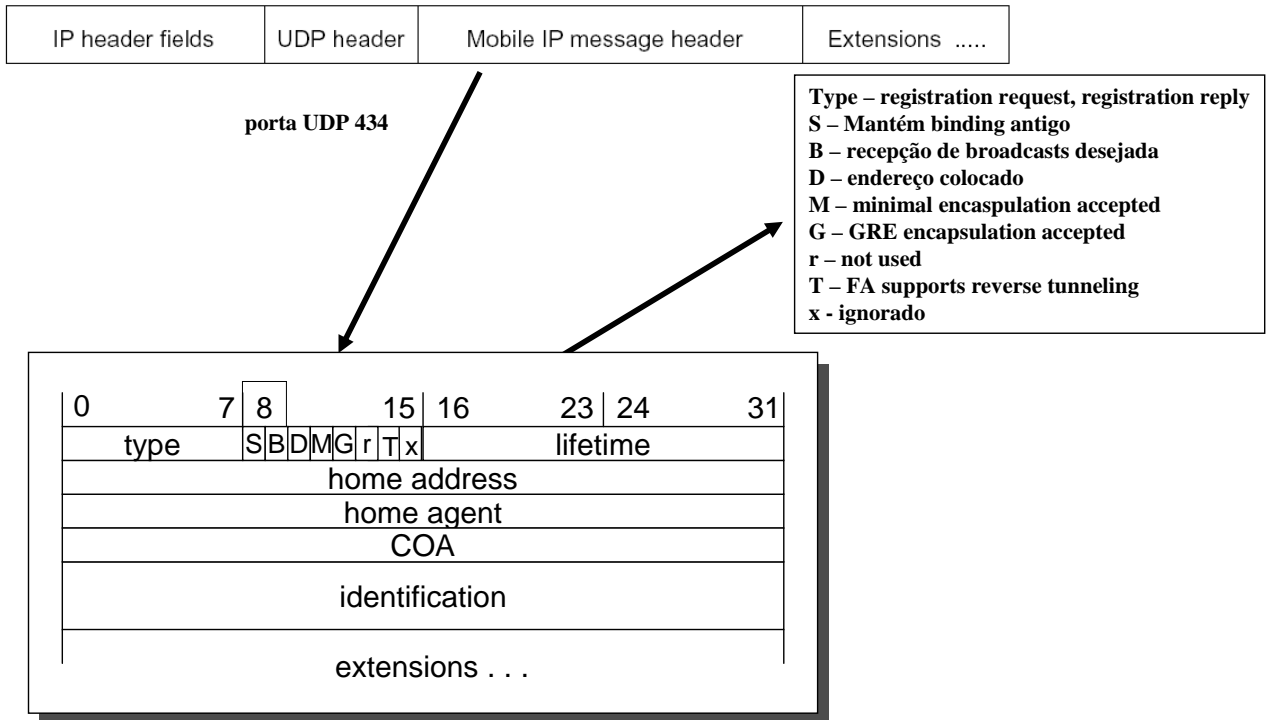 IP header fields UDP header Mobile IP message header Extensions .....
porta UDP 434
Type – registration request, registration reply
S – Mantém binding antigo
B – recepção de broadcasts desejada
D – endereço colocado
M – minimal encaspulation accepted
G – GRE encapsulation accepted
r – not used
T – FA supports reverse tunneling
x - ignorado
0 7 8 15 16 23 24 31
type S B D M G r T x lifetime
home address
home agent
COA
identification
extensions . . .